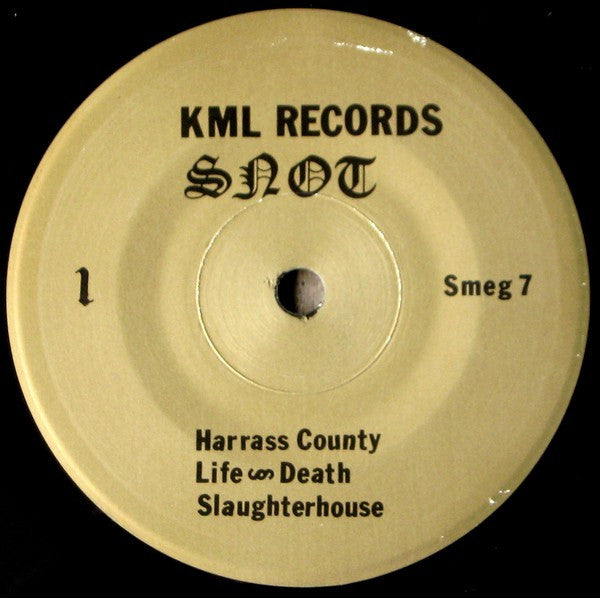 KML RECORDS
SNOT
1
Smeg 7
Harrass County
Life & Death
Slaughterhouse